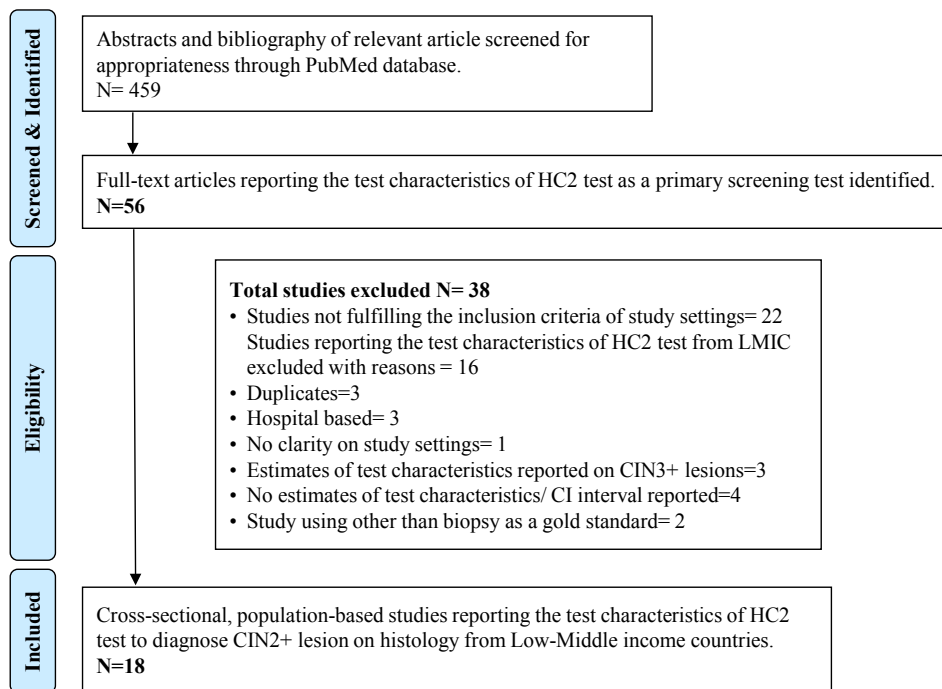 Screened & Identified
Abstracts and bibliography of relevant article screened for
appropriateness through PubMed database.
N= 459
Full-text articles reporting the test characteristics of HC2 test as a primary screening test identified.
N=56
Eligibility
Total studies excluded N= 38
• Studies not fulfilling the inclusion criteria of study settings= 22
Studies reporting the test characteristics of HC2 test from LMIC
excluded with reasons = 16
• Duplicates=3
• Hospital based= 3
• No clarity on study settings= 1
• Estimates of test characteristics reported on CIN3+ lesions=3
• No estimates of test characteristics/ CI interval reported=4
• Study using other than biopsy as a gold standard= 2
Included
Cross-sectional, population-based studies reporting the test characteristics of HC2
test to diagnose CIN2+ lesion on histology from Low-Middle income countries.
N=18